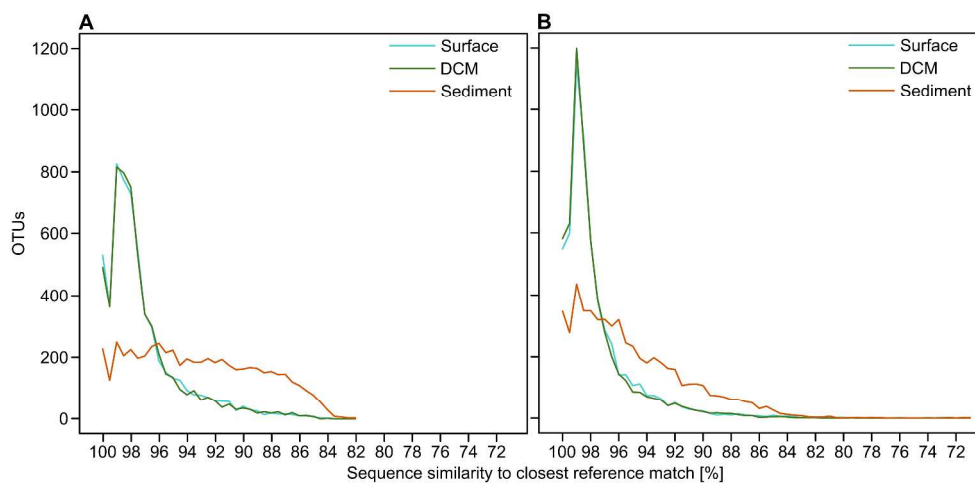 A
B
Surface
DCM
Sediment
Surface
DCM
Sediment
OTUs
1200
1000
800
600
400
200
0
100 98 96 94 92 90 88 86 84 82 80 78 76 74 72
100 98 96 94 92 90 88 86 84 82 80 78 76 74 72
Sequence similarity to closest reference match [%]